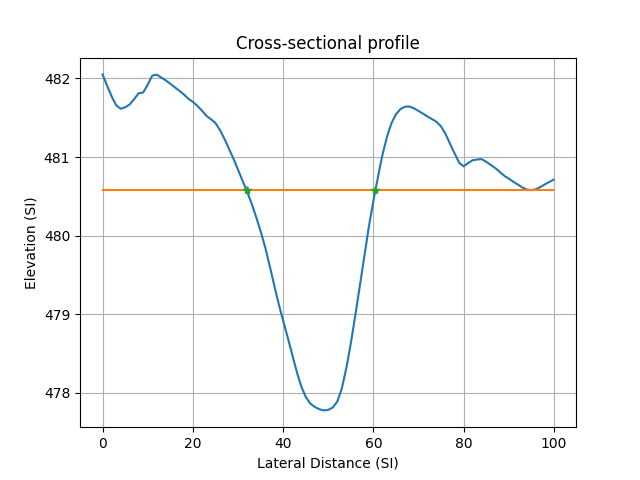 Cross-sectional profile
482
481
480
479
478
Elevation (SI)
0 20 40 60 80 100
Lateral Distance (SI)